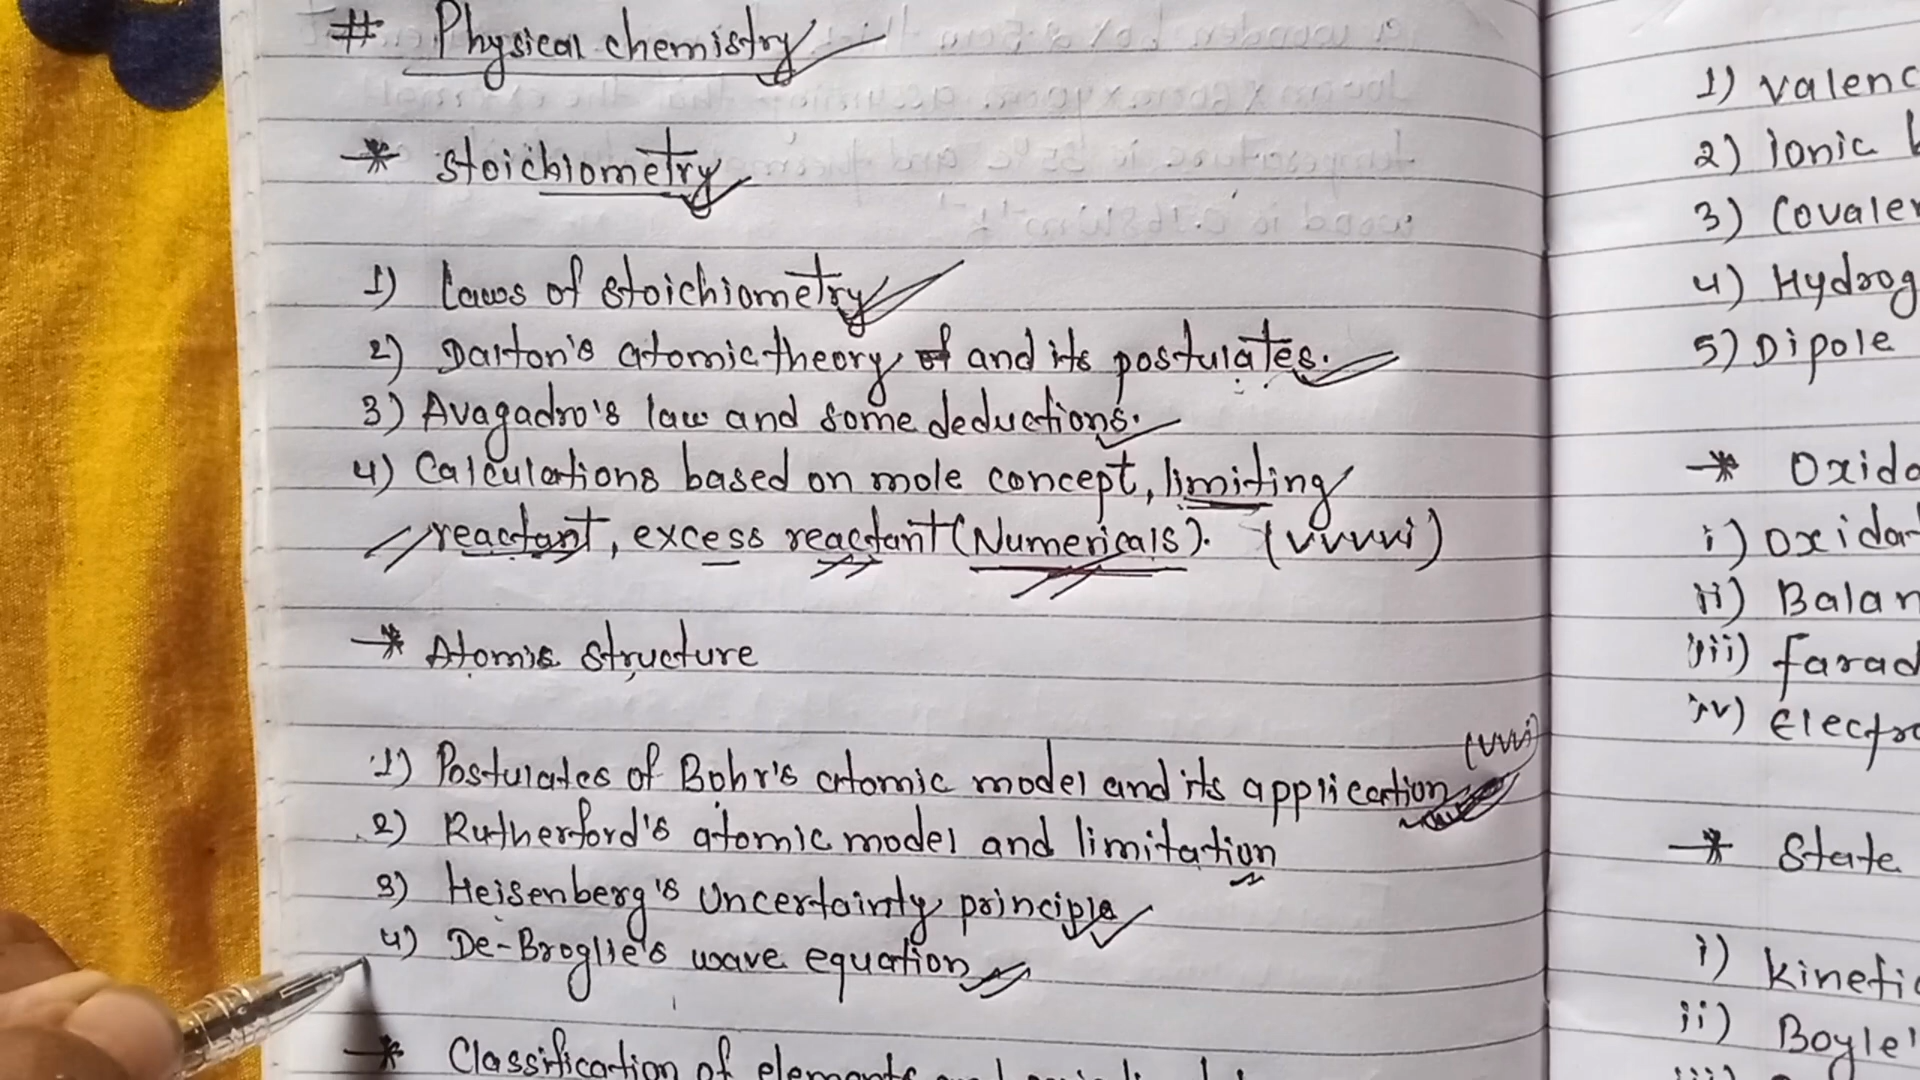 # Physical chemistry
* Stoichiometry
1) Laws of stoichiometry
2) Dalton's atomic theory of and its postulates.
3) Avagadro's law and some deductions.
4) Calculations based on mole concept, limiting
reactant, excess reactant (Numericals). (vvvvi)
* Atomic structure
1) Postulates of Bohr's atomic model and its application (vvvi)
2) Rutherford's atomic model and limitation
3) Heisenberg's Uncertainty principle
4) De-Broglie's wave equation
* Classification of elements and
1) Valenc
2) Ionic b
3) Covalen
4) Hydrog
5) Dipole
* Oxida
i) Oxidat
ii) Balan
iii) farad
iv) Electro
* State
i) Kinetic
ii) Boyle'